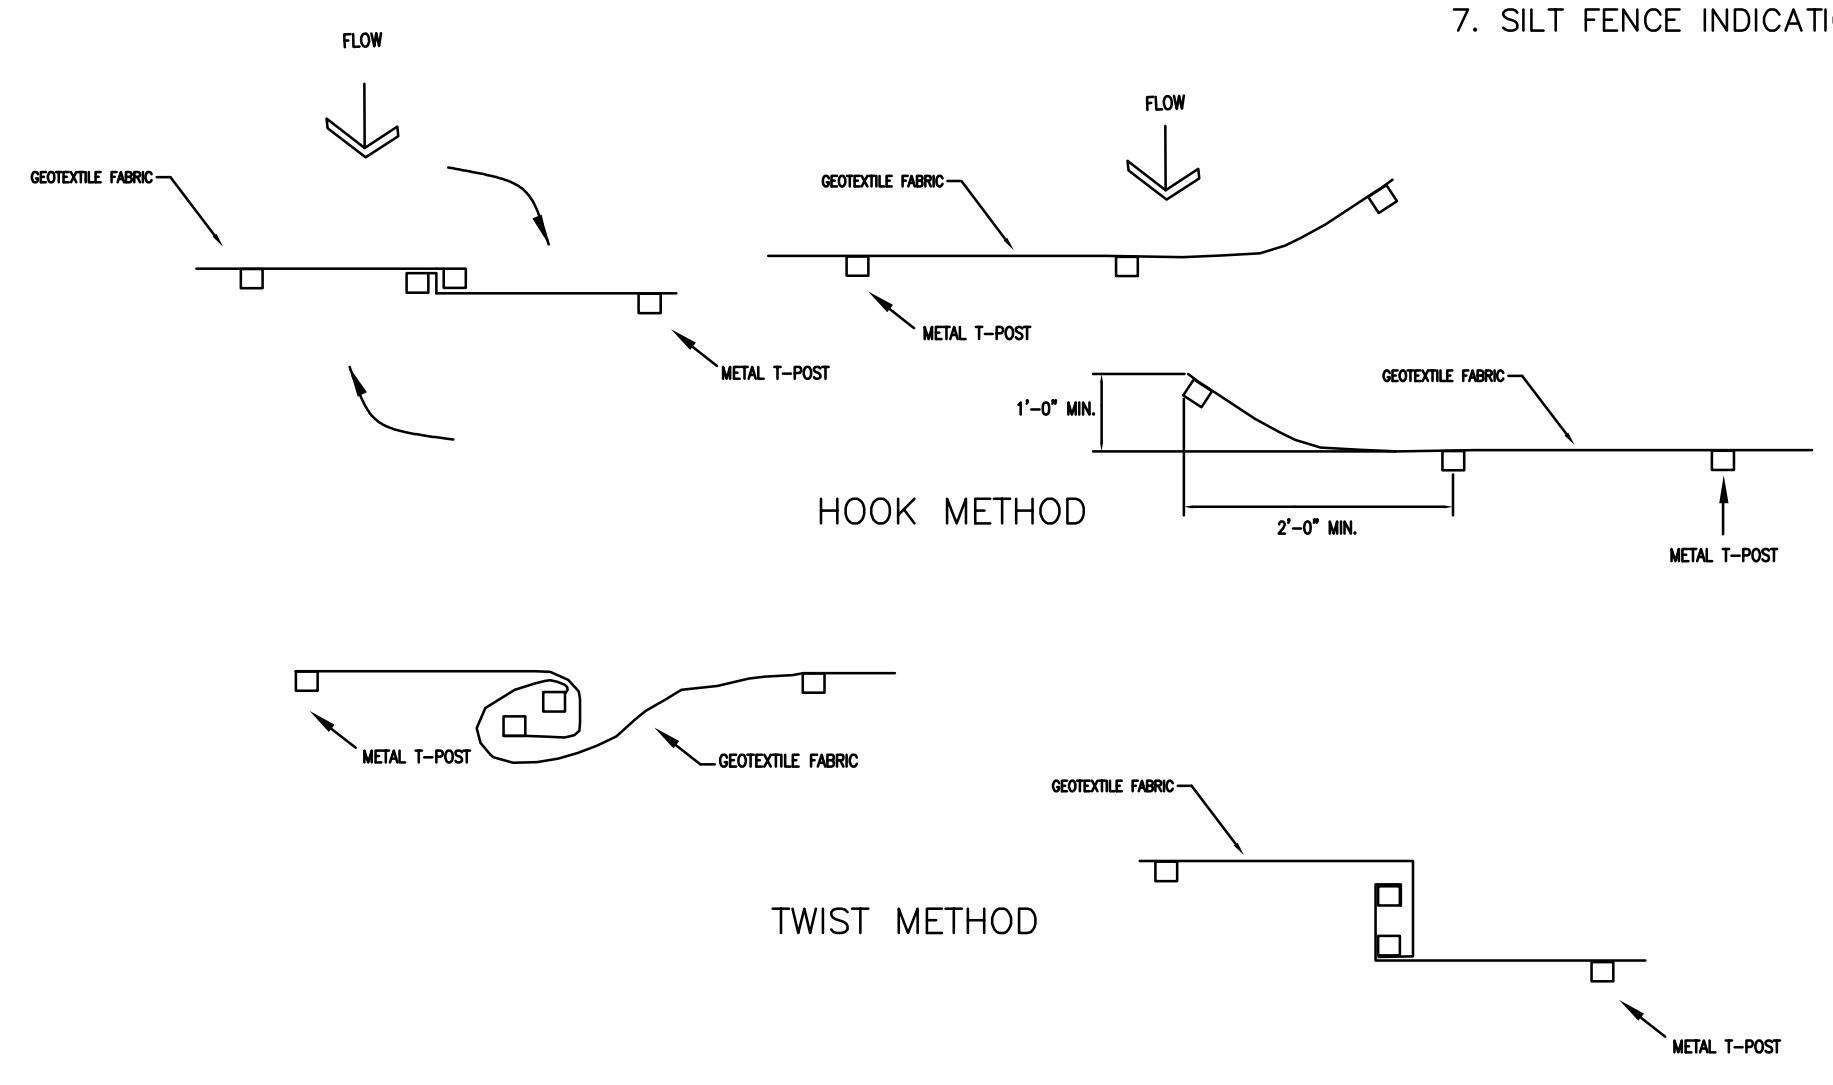 7. SILT FENCE INDICATI
FLOW
FLOW
GEOTEXTILE FABRIC
GEOTEXTILE FABRIC
METAL T-POST
METAL T-POST
GEOTEXTILE FABRIC
1'-0" MIN.
HOOK METHOD
2'-0" MIN.
METAL T-POST
METAL T-POST
GEOTEXTILE FABRIC
GEOTEXTILE FABRIC
TWIST METHOD
METAL T-POST